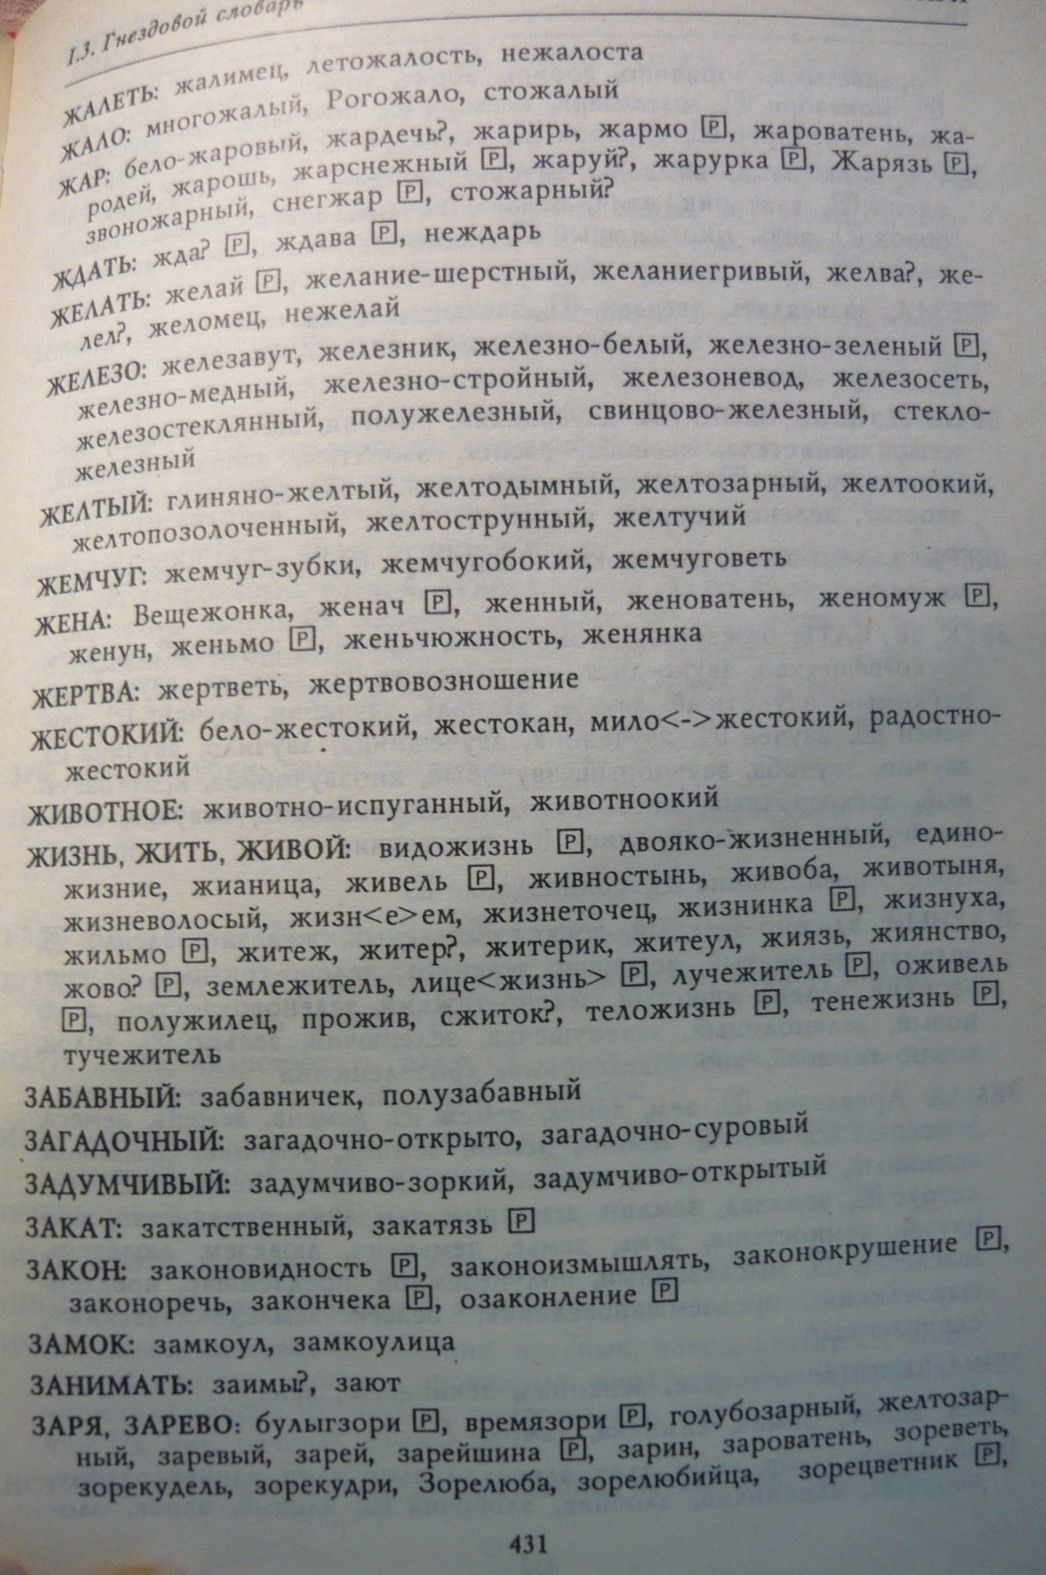 I.3. Гнездовой словарь
ЖАЛЕТЬ: жалимец, летожалость, нежалоста
ЖАЛО: многожалый, Рогожало, стожалый
ЖАР: бело-жаровый, жардечь?, жарирь, жармо Р, жароватень, жа-
родей, жарошь, жарснежный Р, жаруй?, жарурка Р, Жарязь Р,
звоножарный, снегжар Р, стожарный?
ЖДАТЬ: жда? Р, ждава Р, неждарь
ЖЕЛАТЬ: желай Р, желание-шерстный, желаниегривый, желва?, же-
лел?, желомец, нежелай
ЖЕЛЕЗО: железавут, железник, железно-белый, железно-зеленый Р,
железно-медный, железно-стройный, железоневод, железосеть,
железостеклянный, полужелезный, свинцово-железный, стекло-
железный
ЖЕЛТЫЙ: глиняно-желтый, желтодымный, желтозарный, желтоокий,
желтопозолоченный, желтострунный, желтучий
ЖЕМЧУГ: жемчуг-зубки, жемчугобокий, жемчуговеть
ЖЕНА: Вещежонка, женач Р, женный, женоватень, женомуж Р,
женун, женьмо Р, женьчюжность, женянка
ЖЕРТВА: жертветь, жертвовозношение
ЖЕСТОКИЙ: бело-жестокий, жестокан, мило<->жестокий, радостно-
жестокий
ЖИВОТНОЕ: животно-испуганный, животноокий
ЖИЗНЬ, ЖИТЬ, ЖИВОЙ: видожизнь Р, двояко-жизненный, едино-
жизние, жианица, живель Р, живностынь, живоба, животыня,
жизневолосый, жизн<е>ем, жизнеточец, жизнинка Р, жизнуха,
жильмо Р, житеж, житер?, житерик, житеул, жиязь, жиянство,
жово? Р, землежитель, лице<жизнь> Р, лучежитель Р, оживель
Р, полужилец, прожив, сжиток?, теложизнь Р, тенежизнь Р,
тучежитель
ЗАБАВНЫЙ: забавничек, полузабавный
ЗАГАДОЧНЫЙ: загадочно-открыто, загадочно-суровый
ЗАДУМЧИВЫЙ: задумчиво-зоркий, задумчиво-открытый
ЗАКАТ: закатственный, закатязь Р
ЗАКОН: законовидность Р, законоизмышлять, законокрушение Р,
законоречь, закончека Р, озаконление Р
ЗАМОК: замкоул, замкоулица
ЗАНИМАТЬ: заимы?, зают
ЗАРЯ, ЗАРЕВО: булыгзори Р, времязори Р, голубозарный, желтозар-
ный, заревый, зарей, зарейшина Р, зарин, зароватень, зореветь,
зорекудель, зорекудри, Зорелюба, зорелюбийца, зорецветник Р,
431